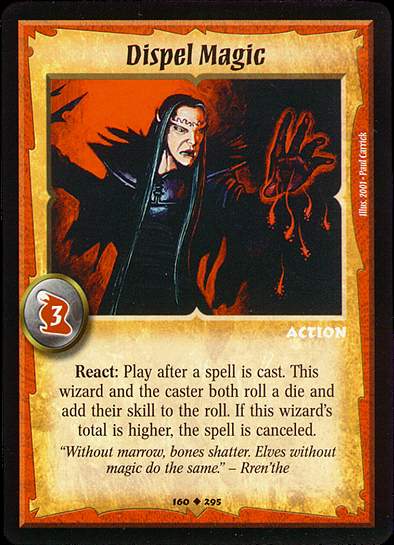 Dispel Magic
Illus. 2001 • Paul Carrick
3
ACTION
React: Play after a spell is cast. This
wizard and the caster both roll a die and
add their skill to the roll. If this wizard's
total is higher, the spell is canceled.
“Without marrow, bones shatter. Elves without
magic do the same.” – Rren'the
160 ◆ 295